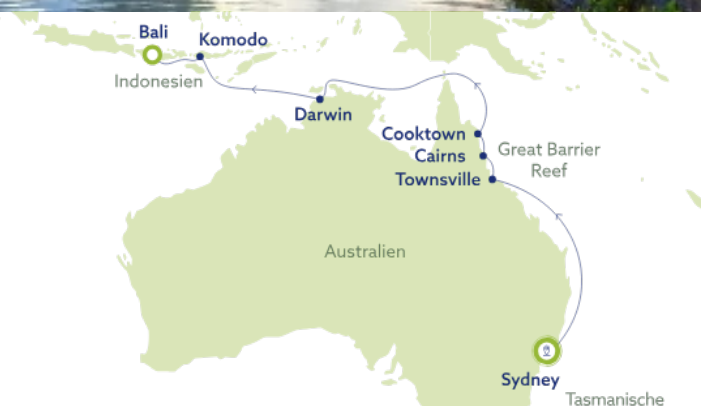 Bali
Komodo
Indonesien
Darwin
Cooktown
Cairns
Great Barrier
Reef
Townsville
Australien
Sydney
Tasmanische